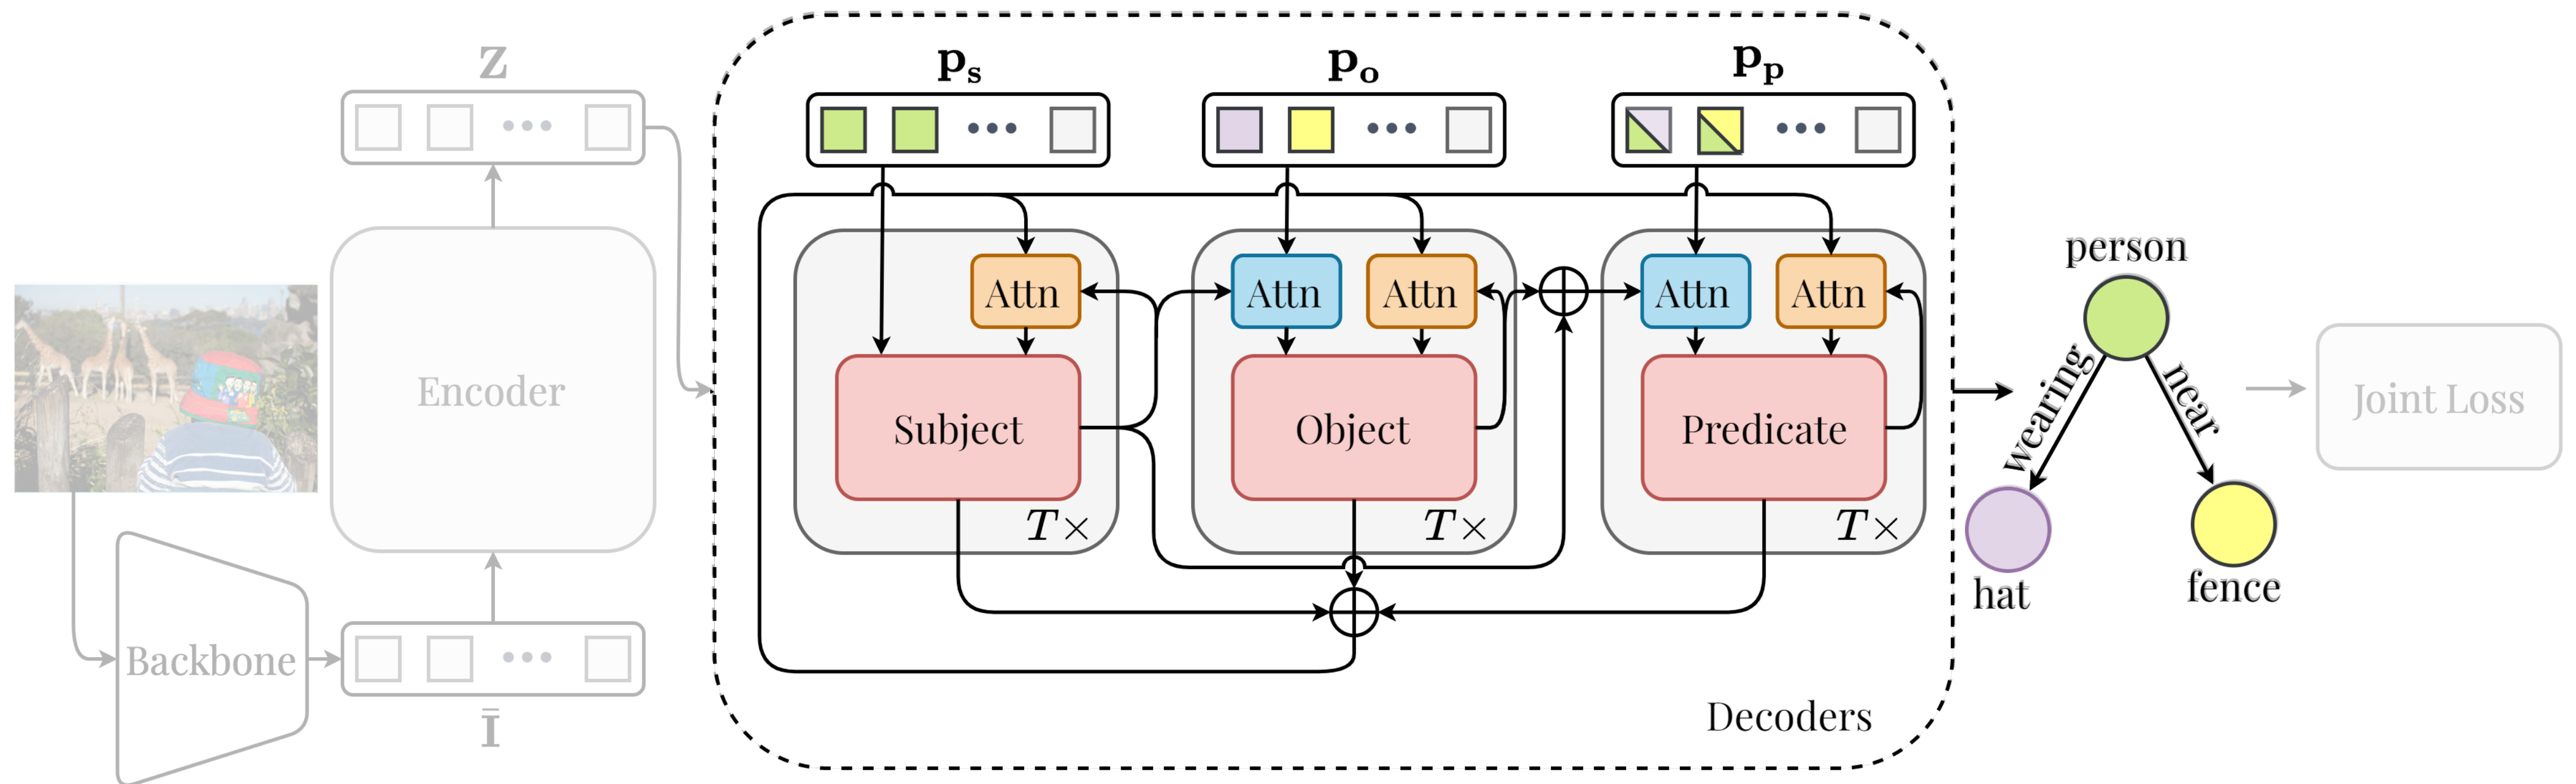 Z
Encoder
Backbone
Ī
p_s
p_o
p_p
Attn
Attn
Attn
Attn
Attn
Subject
Object
Predicate
T×
T×
T×
Decoders
person
wearing
near
hat
fence
Joint Loss